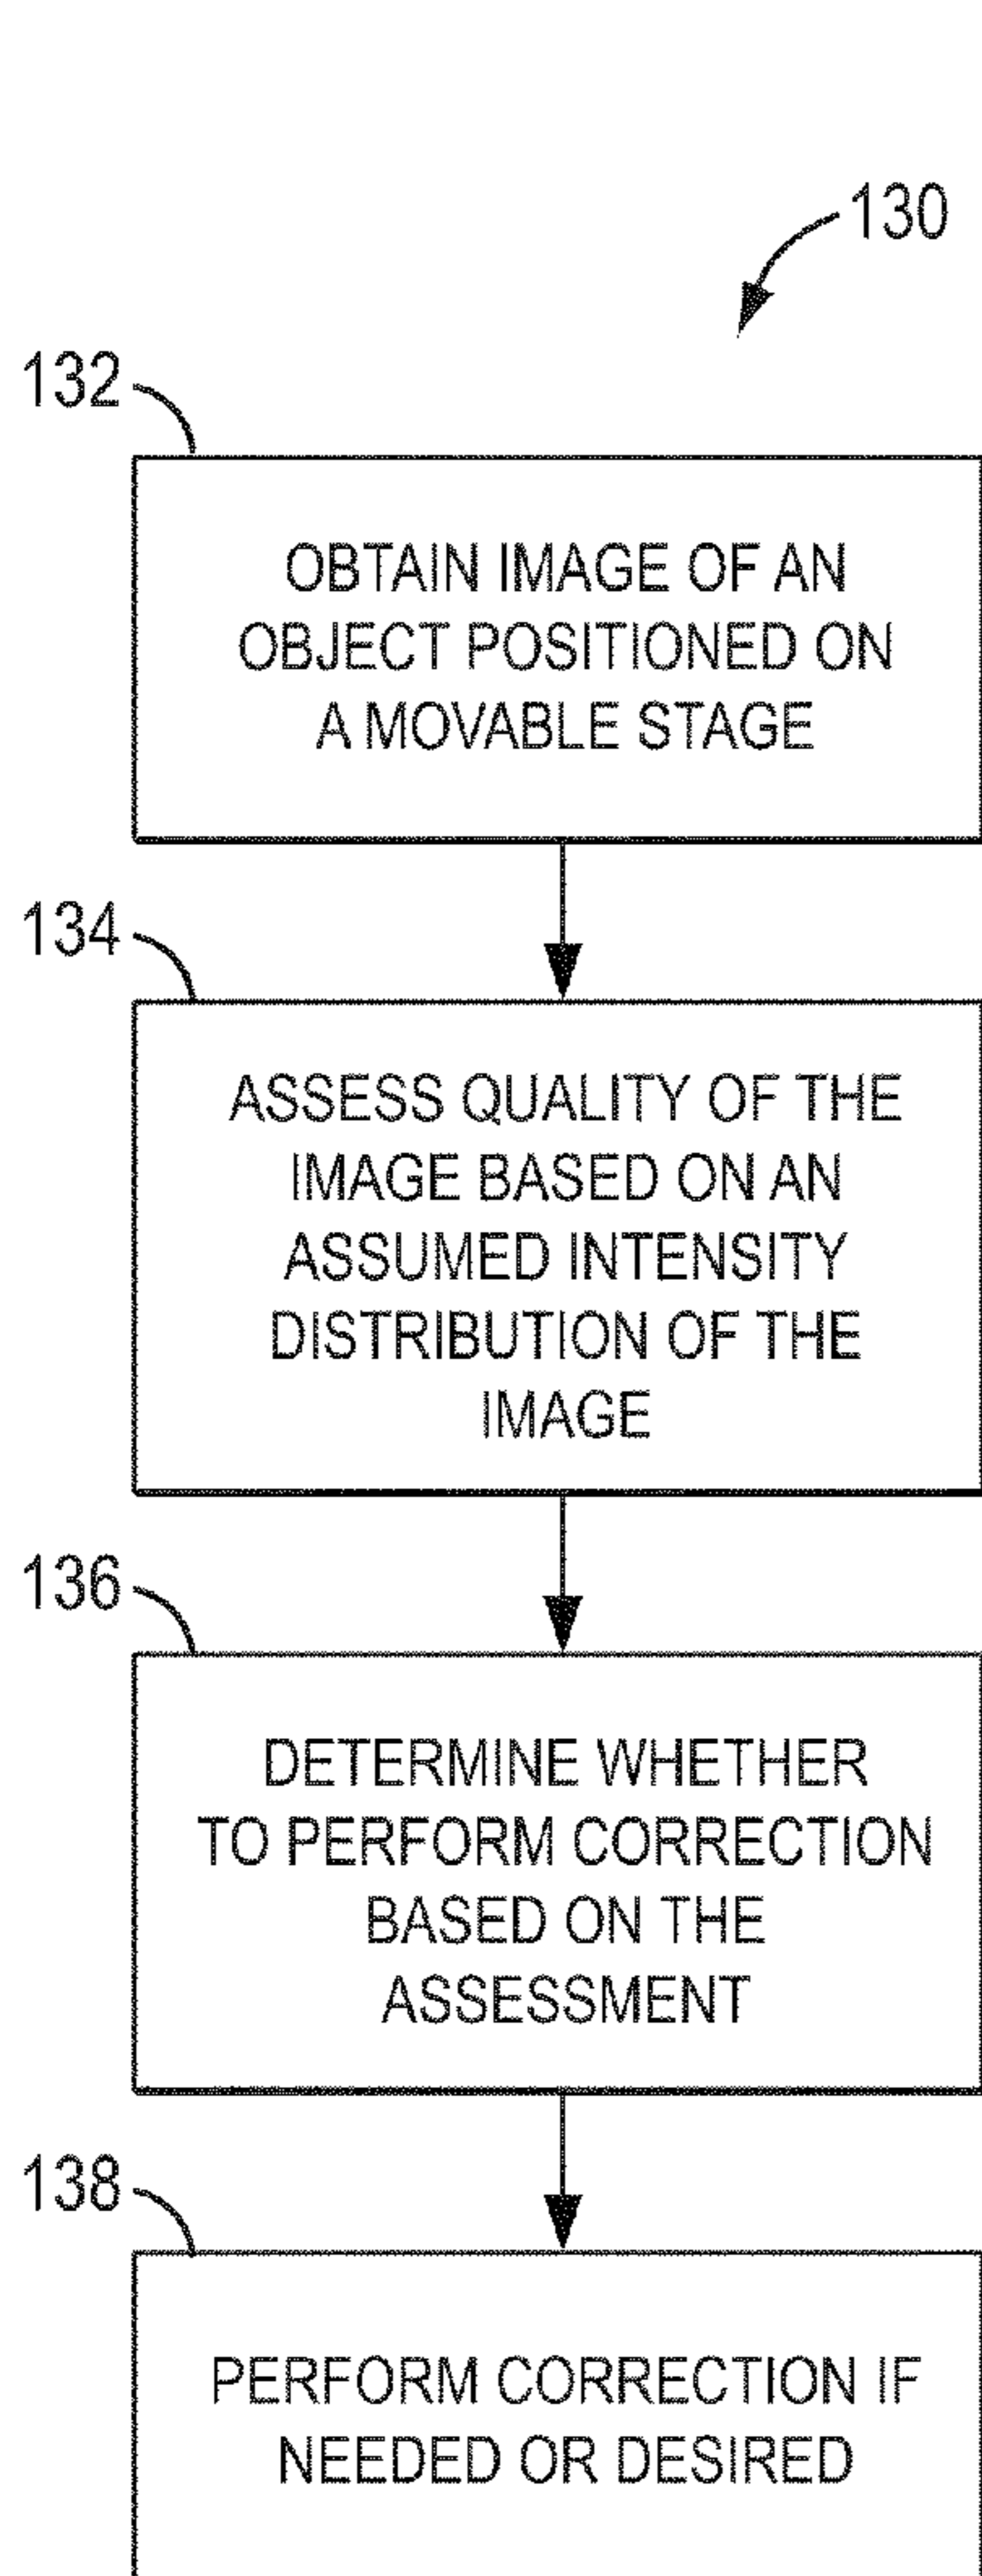 130
132
OBTAIN IMAGE OF AN
OBJECT POSITIONED ON
A MOVABLE STAGE
134
ASSESS QUALITY OF THE
IMAGE BASED ON AN
ASSUMED INTENSITY
DISTRIBUTION OF THE
IMAGE
136
DETERMINE WHETHER
TO PERFORM CORRECTION
BASED ON THE
ASSESSMENT
138
PERFORM CORRECTION IF
NEEDED OR DESIRED